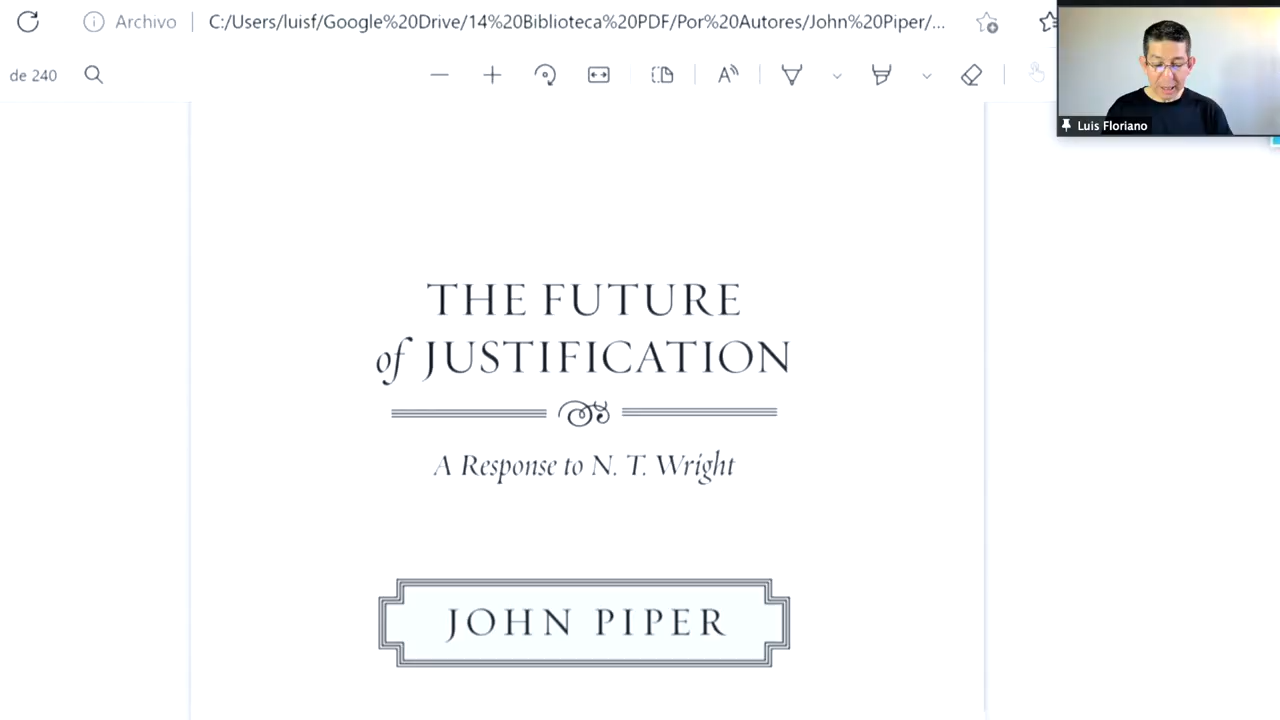 Archivo
C:/Users/luisf/Google%20Drive/14%20Biblioteca%20PDF/Por%20Autores/John%20Piper/...
de 240
Luis Floriano
THE FUTURE
of JUSTIFICATION
A Response to N. T. Wright
JOHN PIPER